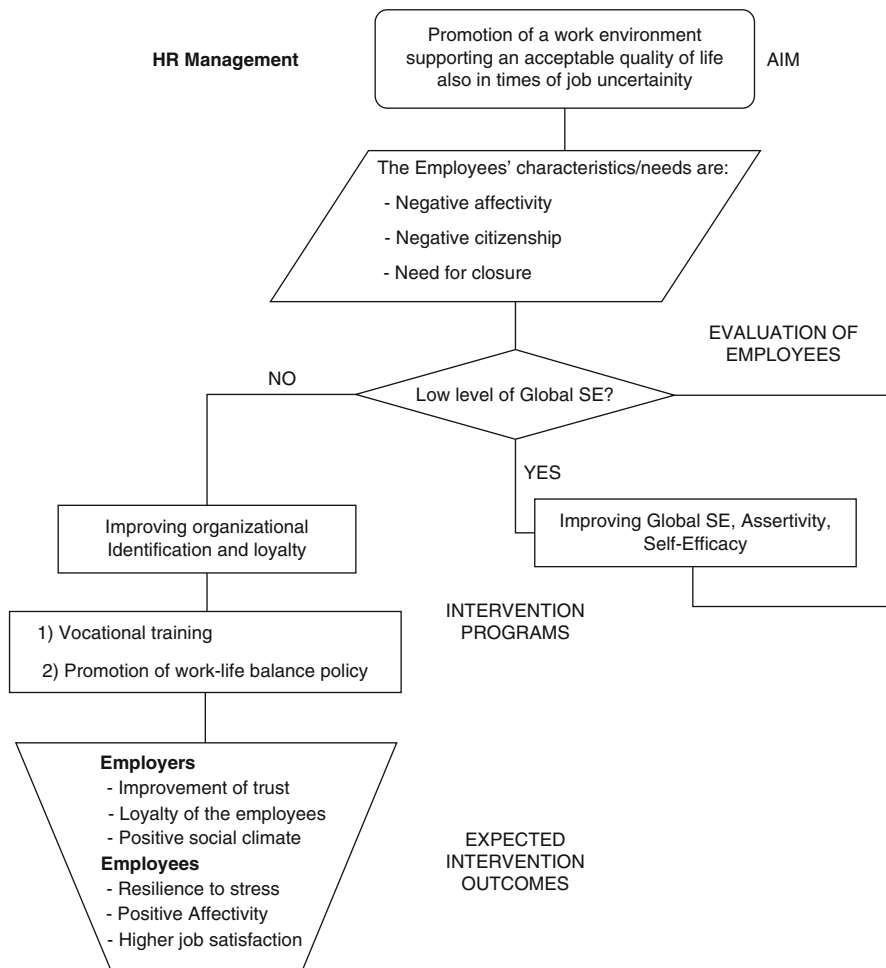 HR Management
Promotion of a work environment
supporting an acceptable quality of life
also in times of job uncertainity
AIM
The Employees' characteristics/needs are:
- Negative affectivity
- Negative citizenship
- Need for closure
EVALUATION OF
EMPLOYEES
NO
Low level of Global SE?
YES
Improving organizational
Identification and loyalty
Improving Global SE, Assertivity,
Self-Efficacy
1) Vocational training
2) Promotion of work-life balance policy
INTERVENTION
PROGRAMS
Employers
- Improvement of trust
- Loyalty of the employees
- Positive social climate
Employees
- Resilience to stress
- Positive Affectivity
- Higher job satisfaction
EXPECTED
INTERVENTION
OUTCOMES